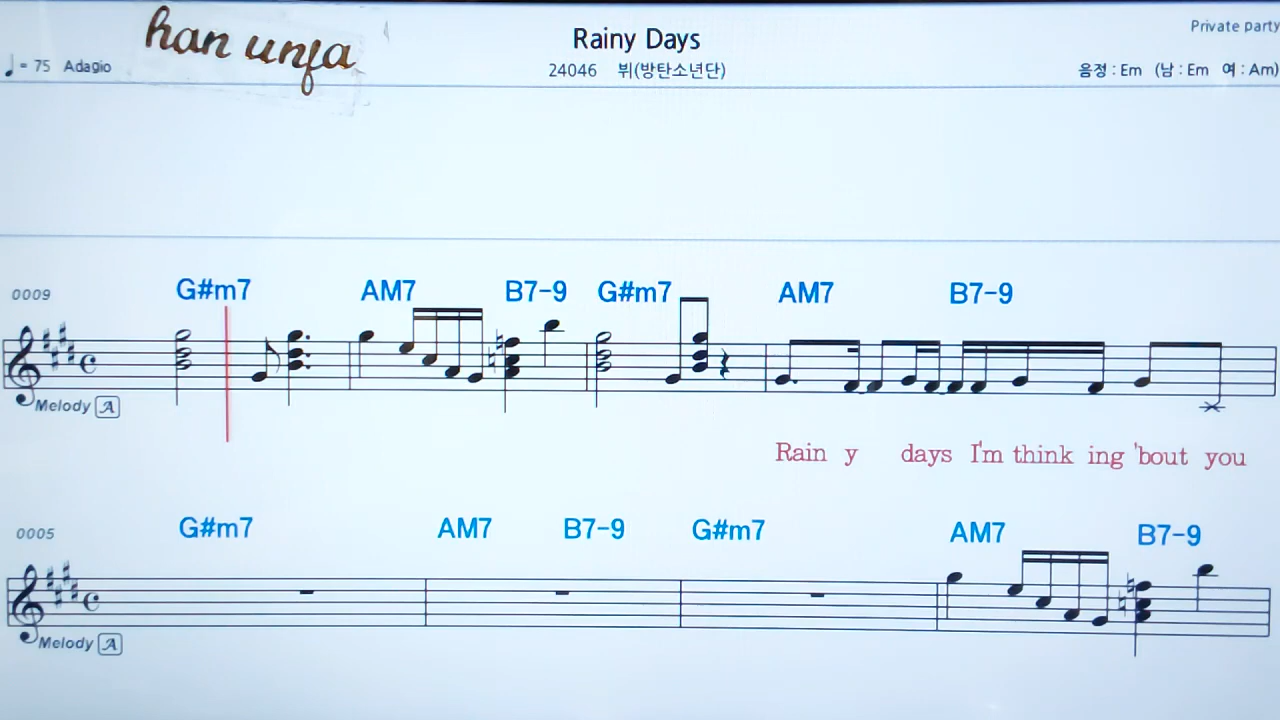 han unfa
Rainy Days
Private party
♩= 75 Adagio
24046 뷔(방탄소년단)
음정 : Em (남 : Em 여 : Am)
0009
G#m7 AM7 B7-9 G#m7 AM7 B7-9
Melody A
Rain y days I'm think ing 'bout you
0005
G#m7 AM7 B7-9 G#m7 AM7 B7-9
Melody A